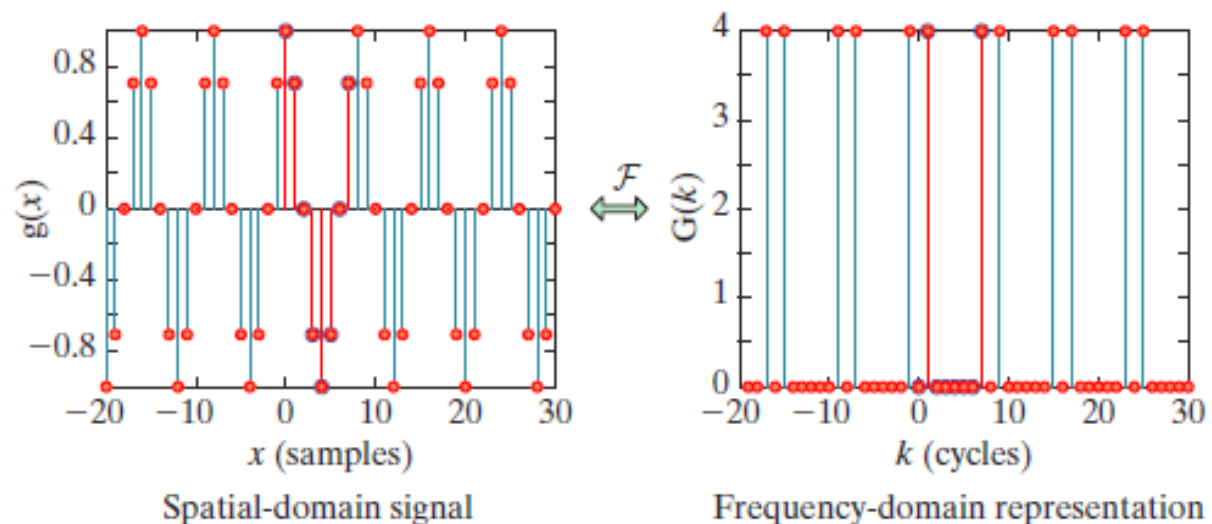 0.8
0.4
0
−0.4
−0.8
g(x)
−20 −10 0 10 20 30
x (samples)
Spatial-domain signal
ℱ
4
3
2
1
0
G(k)
−20 −10 0 10 20 30
k (cycles)
Frequency-domain representation